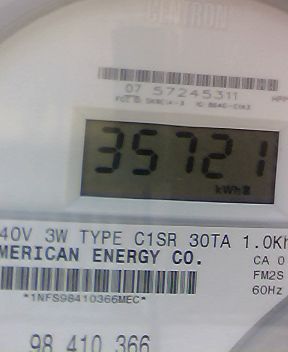 CENTRON
07 57245311
35721
kWh
40V 3W TYPE C1SR 30TA 1.0Kh
MERICAN ENERGY CO.
CA 0
FM2S
*1NFS98410366MEC*
60Hz
98 410 366